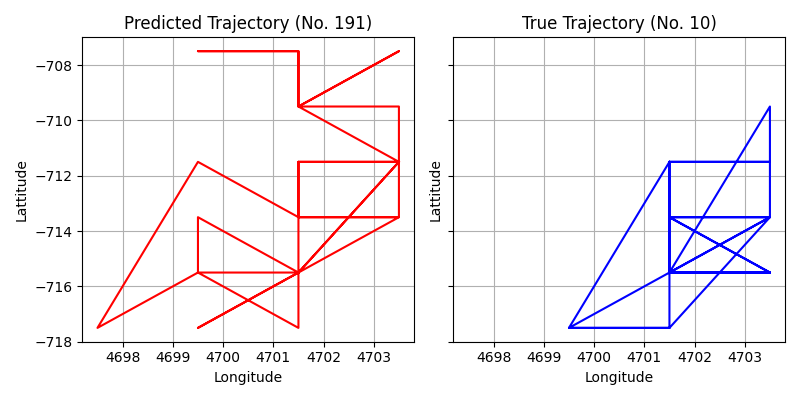 Predicted Trajectory (No. 191)
True Trajectory (No. 10)
Lattitude
−708
−710
−712
−714
−716
−718
4698 4699 4700 4701 4702 4703
Longitude
Lattitude
4698 4699 4700 4701 4702 4703
Longitude